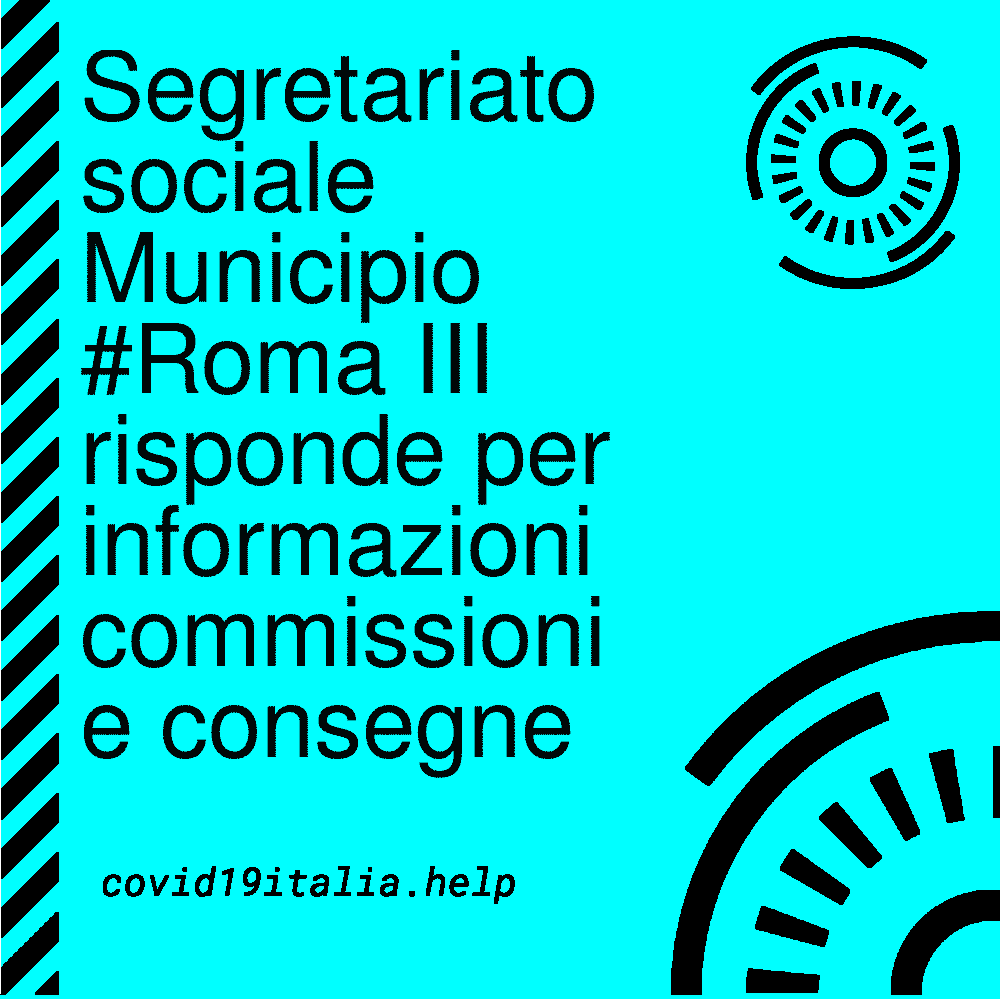 Segretariato
sociale
Municipio
#Roma III
risponde per
informazioni
commissioni
e consegne
covid19italia.help